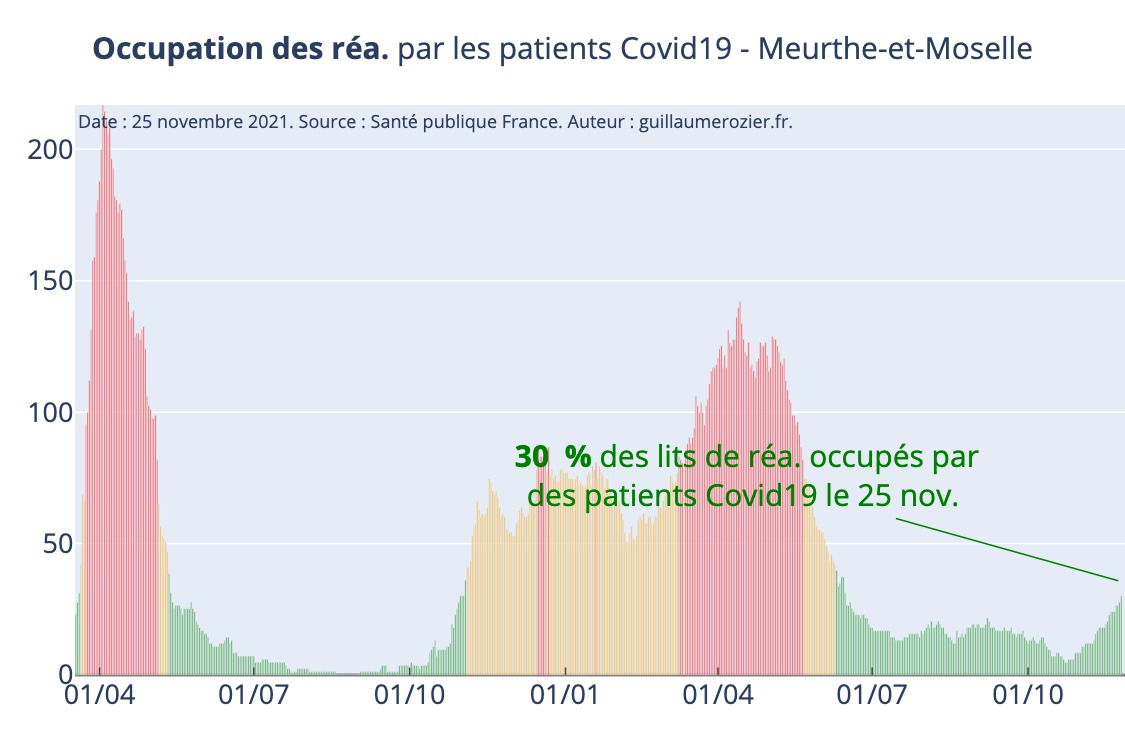 Occupation des réa. par les patients Covid19 - Meurthe-et-Moselle
Date : 25 novembre 2021. Source : Santé publique France. Auteur : guillaumerozier.fr.
200
150
100
30 % des lits de réa. occupés par
des patients Covid19 le 25 nov.
50
0
01/04 01/07 01/10 01/01 01/04 01/07 01/10